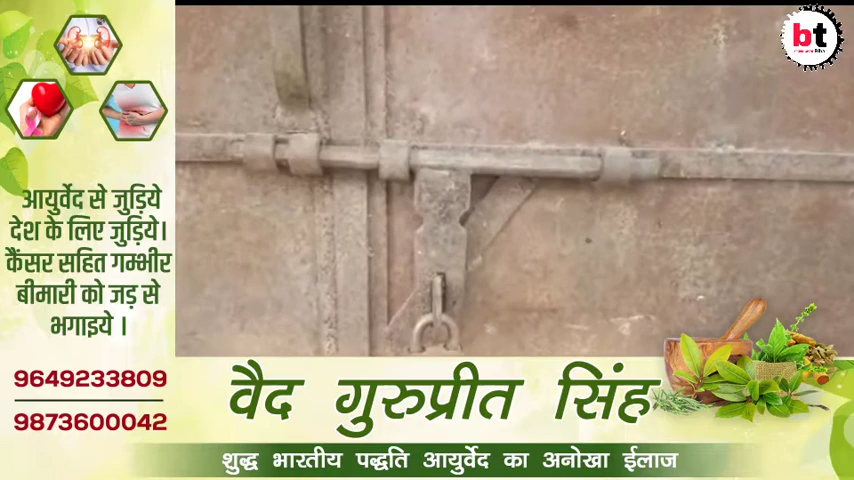 bt
आयुर्वेद से जुड़िये
देश के लिए जुड़िये।
कैंसर सहित गम्भीर
बीमारी को जड़ से
भगाइये ।
9649233809
9873600042
वैद गुरुप्रीत सिंह
शुद्ध भारतीय पद्धति आयुर्वेद का अनोखा ईलाज